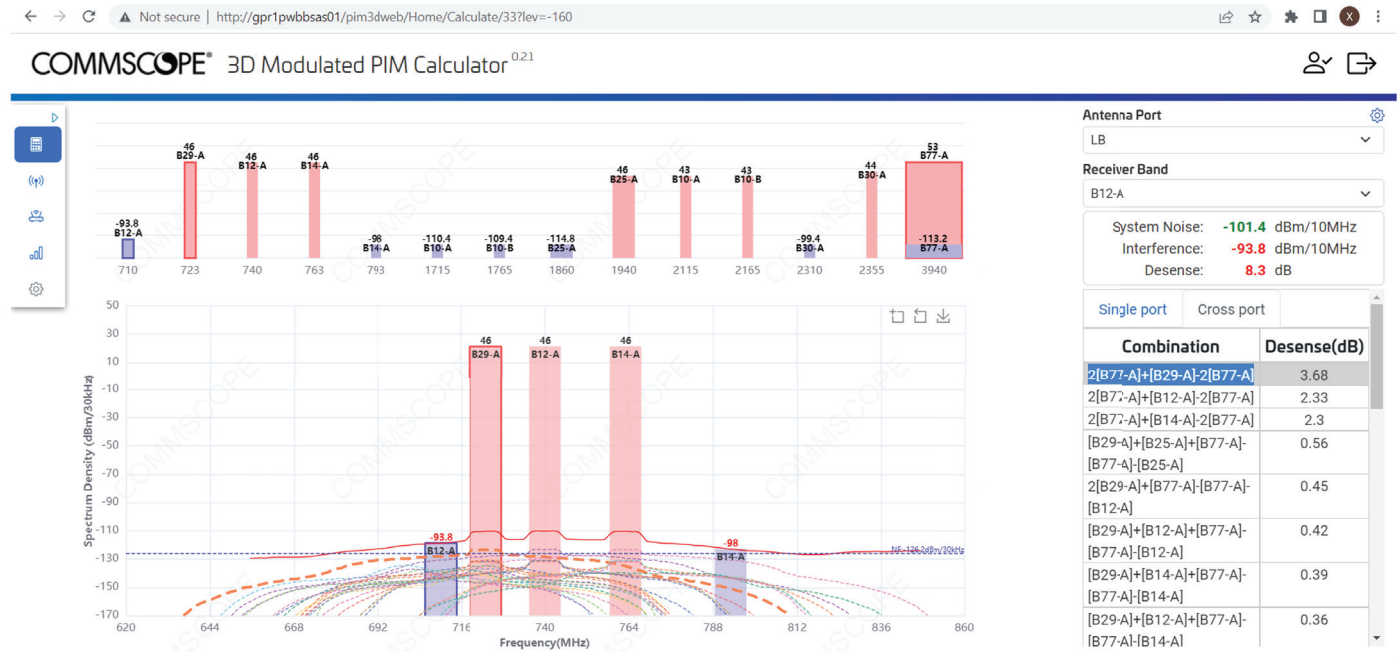 Not secure | http://gpr1pwbbsas01/pim3dweb/Home/Calculate/33?lev=-160
X
COMMSCOPE® 3D Modulated PIM Calculator 0.2.1
46
B29-A
46
B12-A
46
B14-A
46
B25-A
43
B10-A
43
B10-B
44
B30-A
53
B77-A
-93.8
B12-A
-98
B14-A
-110.4
B10-A
-109.4
B10-B
-114.8
B25-A
-99.4
B30-A
-113.2
B77-A
710 723 740 763 793 1715 1765 1860 1940 2115 2165 2310 2355 3940
Spectrum Density (dBm/30kHz)
50
30
10
-10
-30
-50
-70
-90
-110
-130
-150
-170
46
B29-A
46
B12-A
46
B14-A
-93.8
B12-A
-98
B14-A
NF -126.2dBm/30kHz
620 644 668 692 716 740 764 788 812 836 860
Frequency(MHz)
COMMSCOPE
COMMSCOPE
COMMSCOPE
COMMSCOPE
COMMSCOPE
COMMSCOPE
Antenna Port
LB
Receiver Band
B12-A
System Noise: -101.4 dBm/10MHz
Interference: -93.8 dBm/10MHz
Desense: 8.3 dB
Single port Cross port
Combination Desense(dB)
2[B77-A]+[B29-A]-2[B77-A] 3.68
2[B77-A]+[B12-A]-2[B77-A] 2.33
2[B77-A]+[B14-A]-2[B77-A] 2.3
[B29-A]+[B25-A]+[B77-A]- 0.56
[B77-A]-[B25-A]
2[B29-A]+[B77-A]-[B77-A]- 0.45
[B12-A]
[B29-A]+[B12-A]+[B77-A]- 0.42
[B77-A]-[B12-A]
[B29-A]+[B14-A]+[B77-A]- 0.39
[B77-A]-[B14-A]
[B29-A]+[B12-A]+[B77-A]- 0.36
[B77-A]-[B14-A]